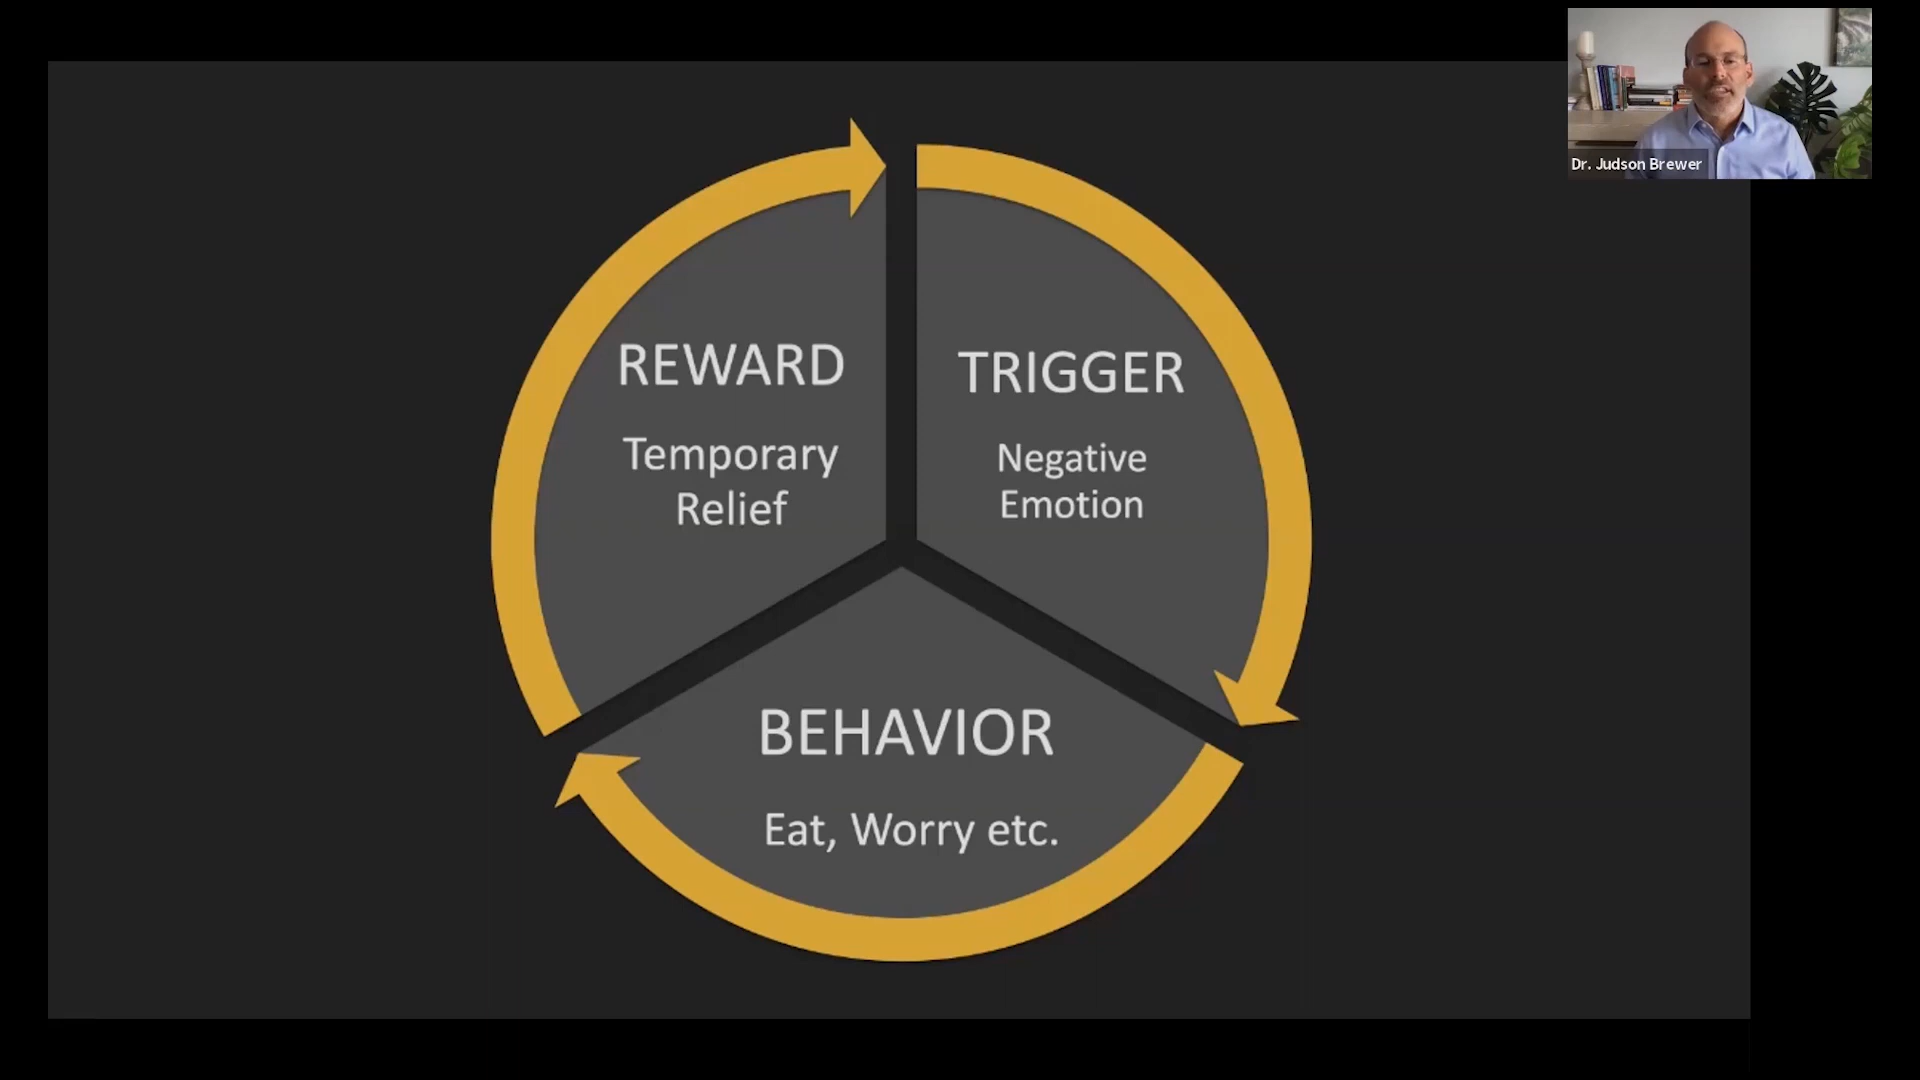 Dr. Judson Brewer
REWARD
Temporary
Relief
TRIGGER
Negative
Emotion
BEHAVIOR
Eat, Worry etc.